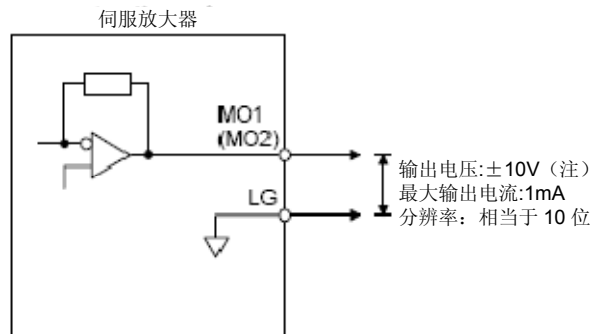 伺服放大器
MO1
(MO2)
LG
输出电压:±10V（注）
最大输出电流:1mA
分辨率：相当于 10 位